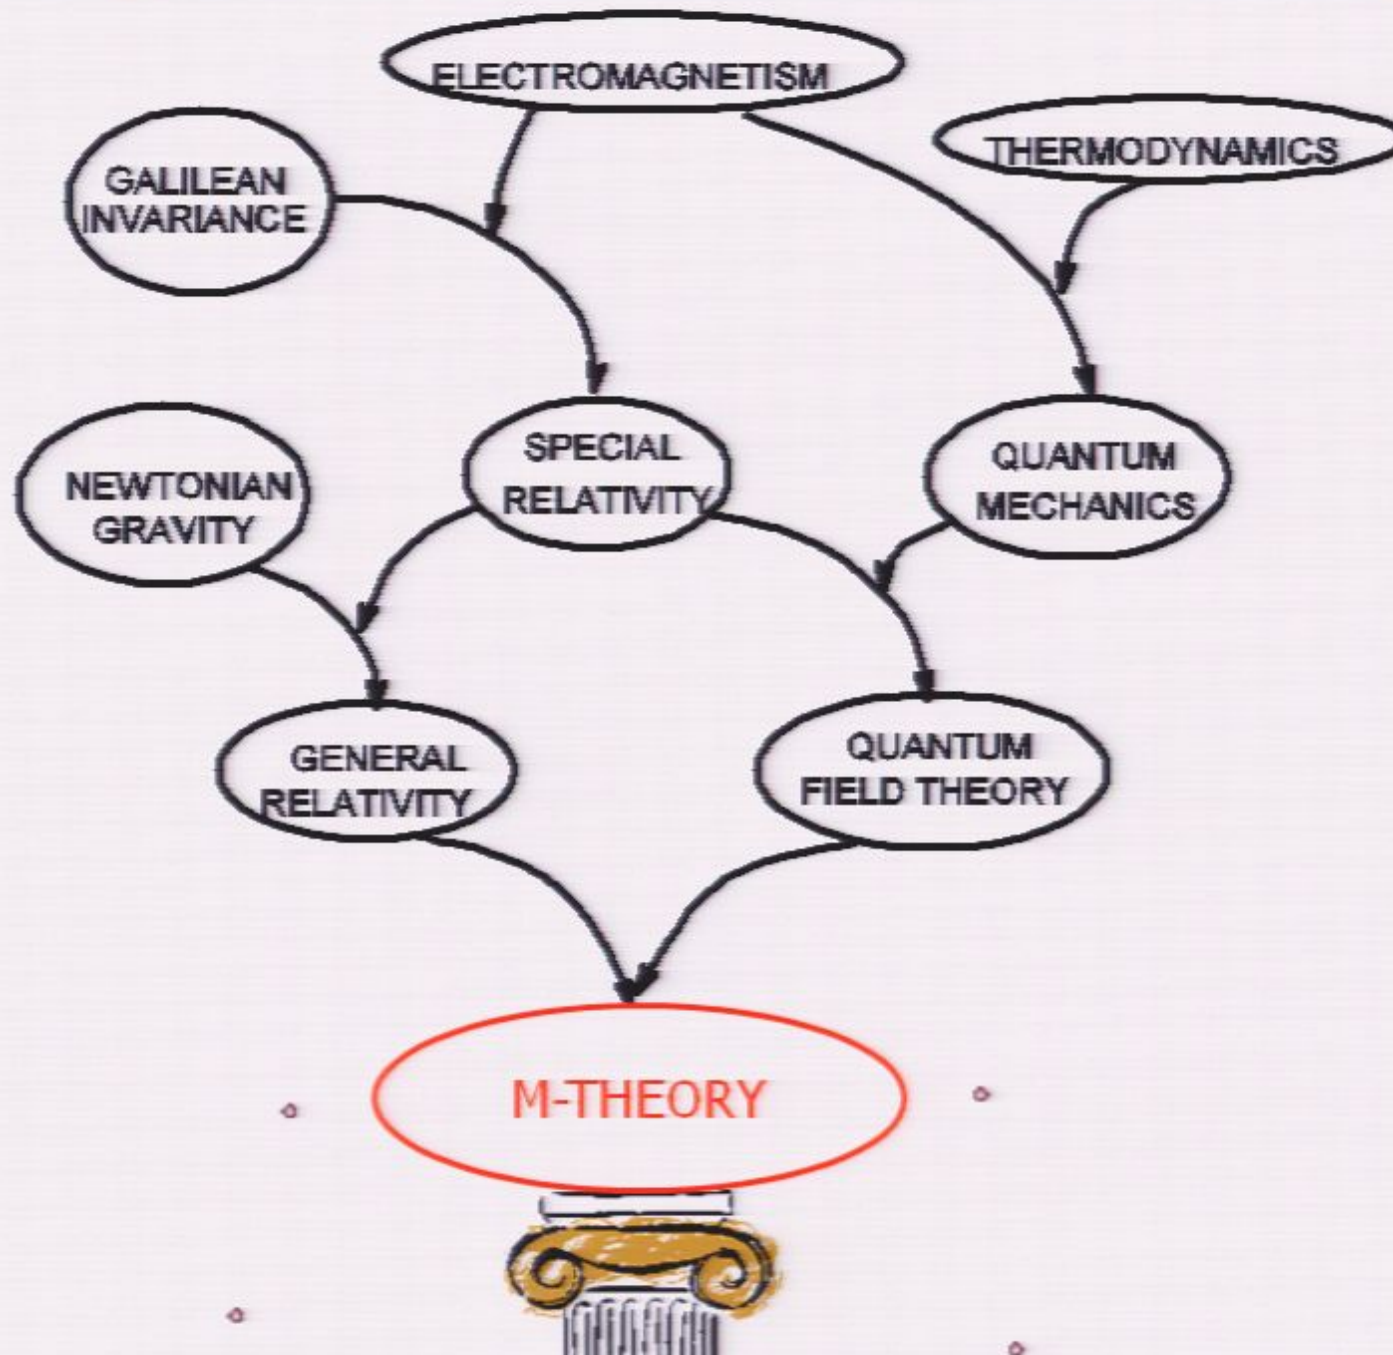 ELECTROMAGNETISM
THERMODYNAMICS
GALILEAN
INVARIANCE
NEWTONIAN
GRAVITY
SPECIAL
RELATIVITY
QUANTUM
MECHANICS
GENERAL
RELATIVITY
QUANTUM
FIELD THEORY
M-THEORY